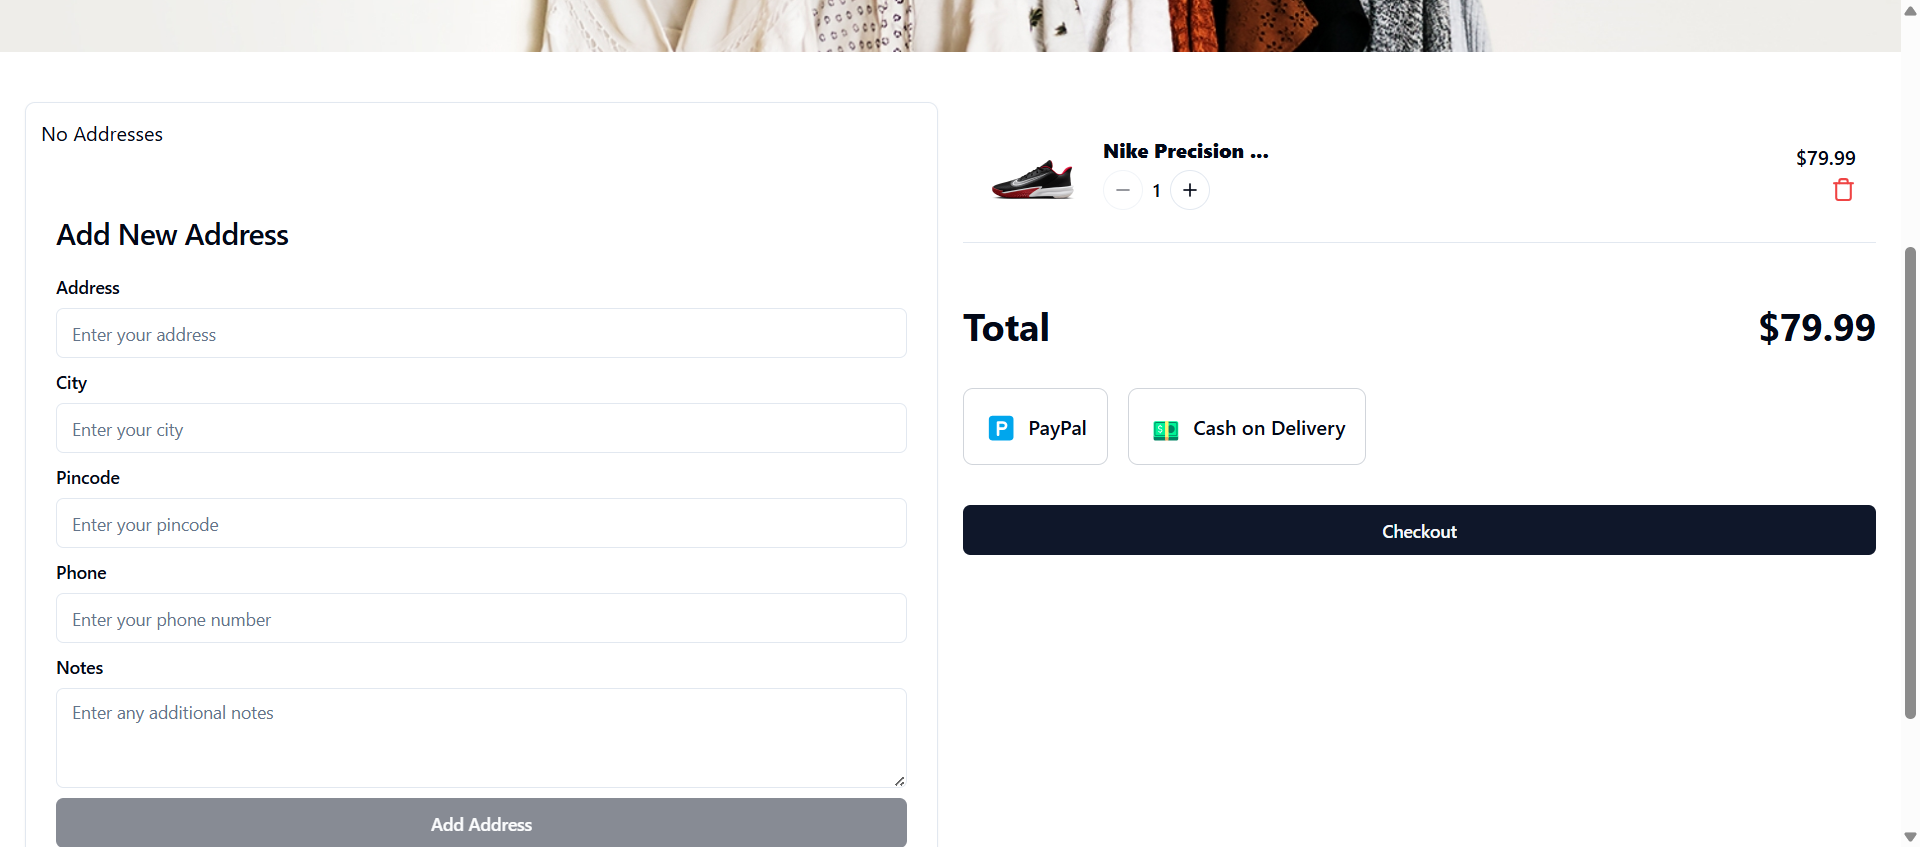 No Addresses
Add New Address
Address
Enter your address
City
Enter your city
Pincode
Enter your pincode
Phone
Enter your phone number
Notes
Enter any additional notes
Add Address
Nike Precision ...
1
$79.99
Total
$79.99
PayPal
Cash on Delivery
Checkout